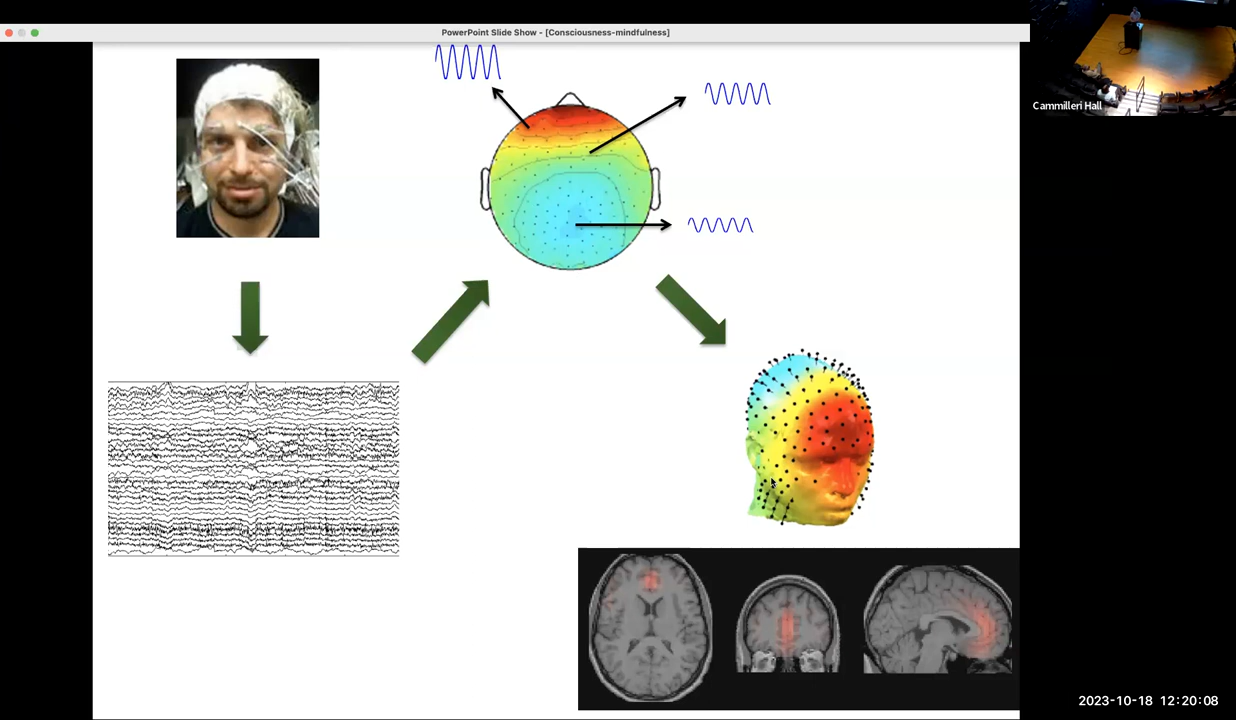 PowerPoint Slide Show - [Consciousness-mindfulness]
Cammilleri Hall
2023-10-18 12:20:08